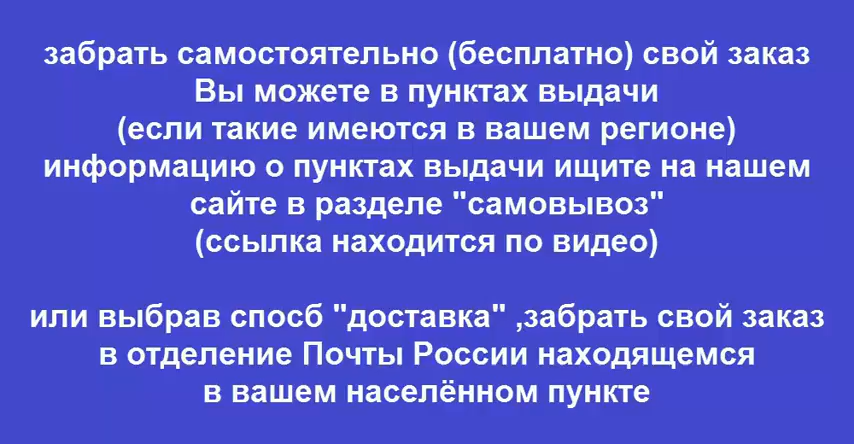 забрать самостоятельно (бесплатно) свой заказ
Вы можете в пунктах выдачи
(если такие имеются в вашем регионе)
информацию о пунктах выдачи ищите на нашем
сайте в разделе "самовывоз"
(ссылка находится по видео)
или выбрав спосб "доставка" ,забрать свой заказ
в отделение Почты России находящемся
в вашем населённом пункте